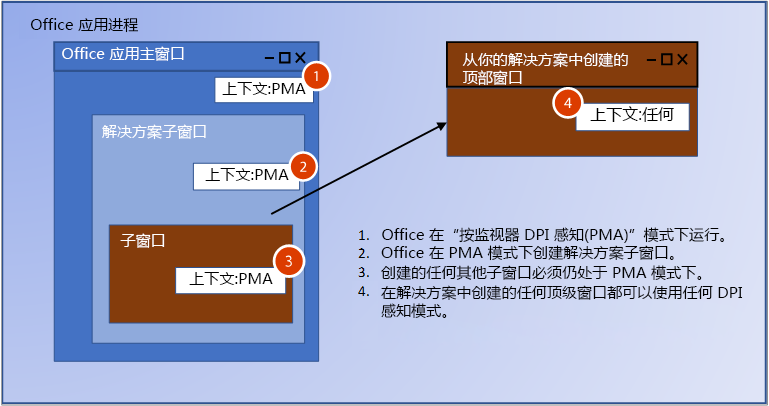 Office 应用进程
Office 应用主窗口
1
上下文:PMA
解决方案子窗口
2
上下文:PMA
子窗口
3
上下文:PMA
从你的解决方案中创建的
顶部窗口
4
上下文:任何
1. Office 在“按监视器 DPI 感知(PMA)”模式下运行。
2. Office 在 PMA 模式下创建解决方案子窗口。
3. 创建的任何其他子窗口必须仍处于 PMA 模式下。
4. 在解决方案中创建的任何顶级窗口都可以使用任何 DPI
感知模式。